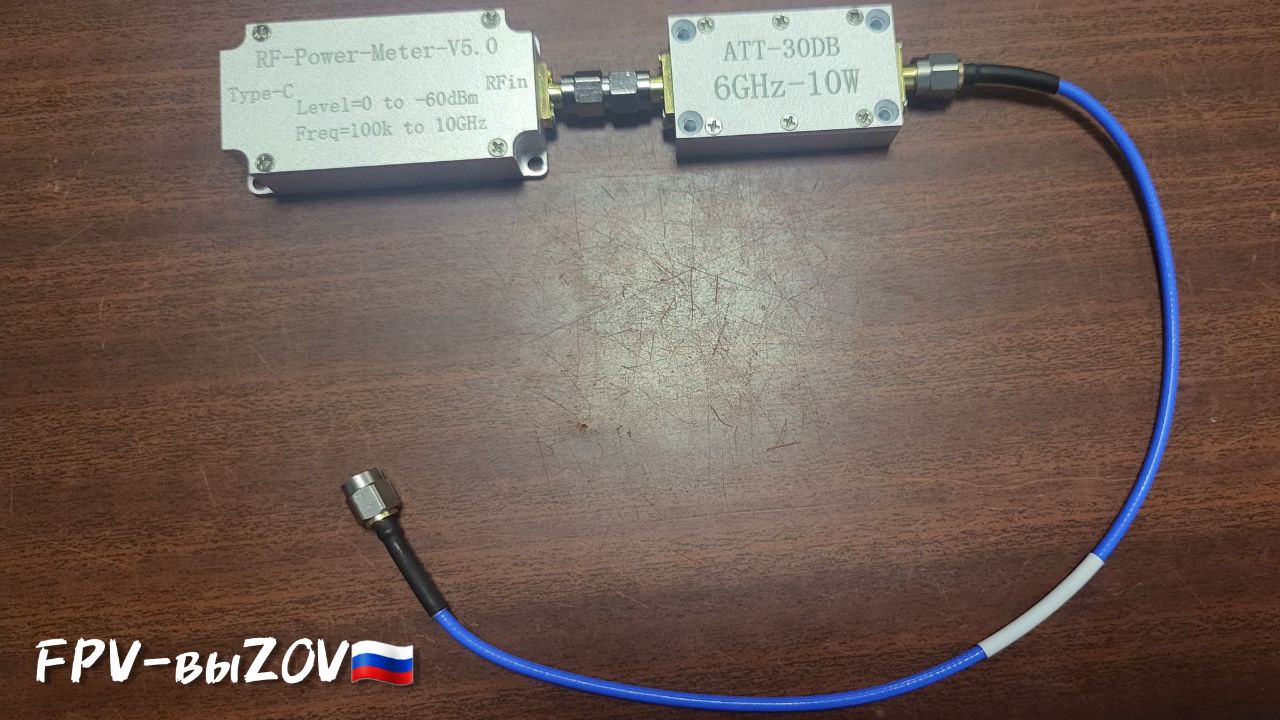 RF-Power-Meter-V5.0
Type-C
RFin
Level=0 to -60dBm
Freq=100k to 10GHz
ATT-30DB
6GHz-10W
FPV-выZOV🇷🇺